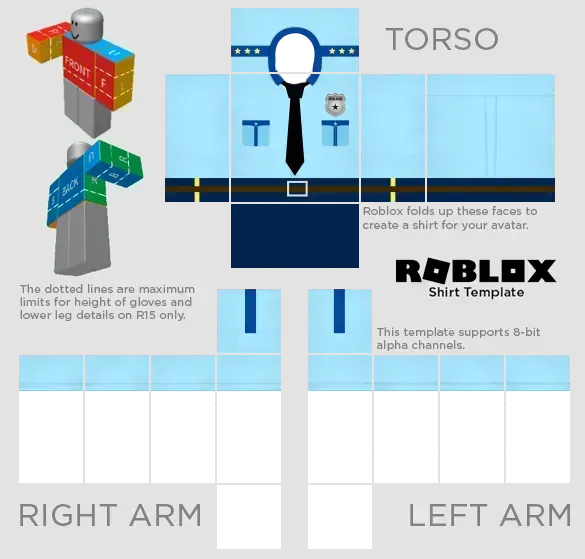 TORSO
FRONT
F
L
U
R
BACK
B
POLICE
Roblox folds up these faces to
create a shirt for your avatar.
ROBLOX
Shirt Template
The dotted lines are maximum
limits for height of gloves and
lower leg details on R15 only.
This template supports 8-bit
alpha channels.
RIGHT ARM
LEFT ARM